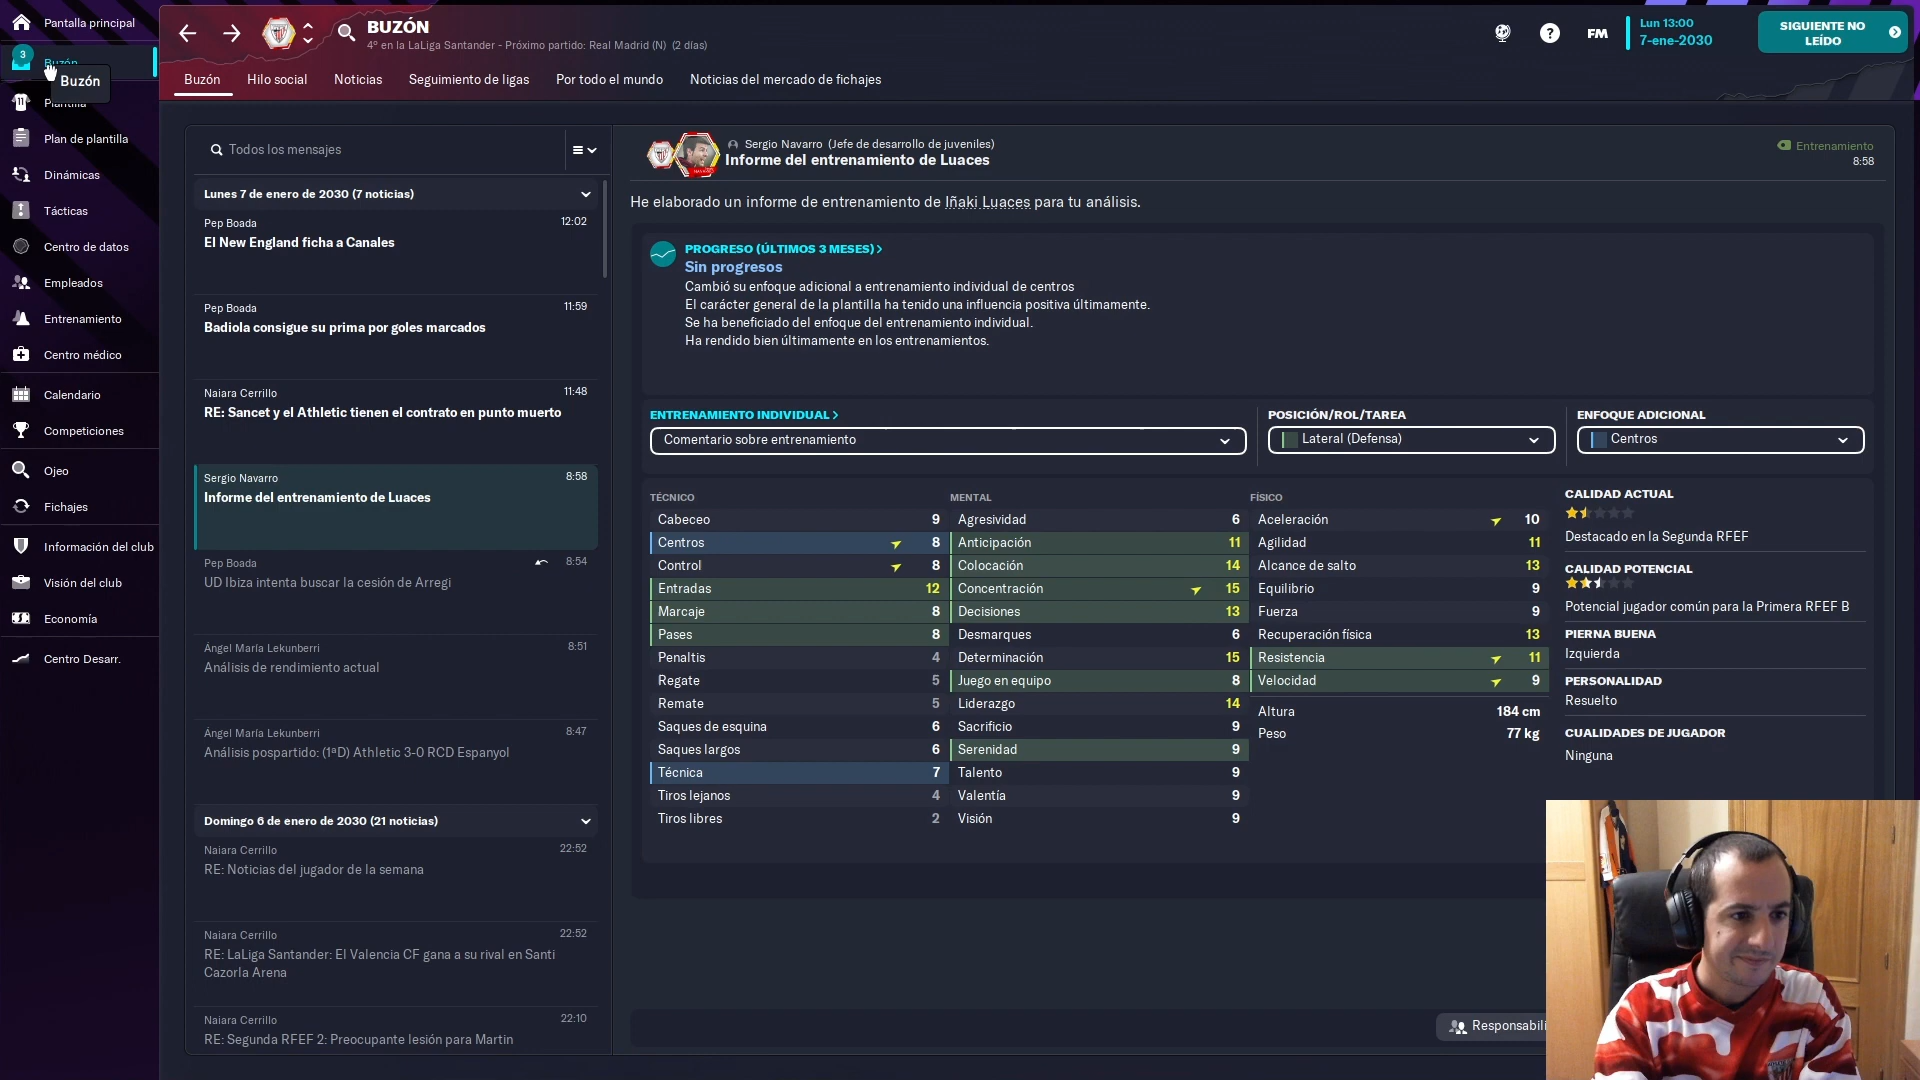 Pantalla principal
3
Buzón
Buzón
Plantilla
Plan de plantilla
Dinámicas
Tácticas
Centro de datos
Empleados
Entrenamiento
Centro médico
Calendario
Competiciones
Ojeo
Fichajes
Información del club
Visión del club
Economía
Centro Desarr.
BUZÓN
4º en la LaLiga Santander - Próximo partido: Real Madrid (N) (2 días)
FM
Lun 13:00
7-ene-2030
SIGUIENTE NO LEÍDO
Buzón
Hilo social
Noticias
Seguimiento de ligas
Por todo el mundo
Noticias del mercado de fichajes
Todos los mensajes
Lunes 7 de enero de 2030 (7 noticias)
Pep Boada 12:02
El New England ficha a Canales
Pep Boada 11:59
Badiola consigue su prima por goles marcados
Naiara Cerrillo 11:48
RE: Sancet y el Athletic tienen el contrato en punto muerto
Sergio Navarro 8:58
Informe del entrenamiento de Luaces
Pep Boada 8:54
UD Ibiza intenta buscar la cesión de Arregi
Ángel María Lekunberri 8:51
Análisis de rendimiento actual
Ángel María Lekunberri 8:47
Análisis pospartido: (1ªD) Athletic 3-0 RCD Espanyol
Domingo 6 de enero de 2030 (21 noticias)
Naiara Cerrillo 22:52
RE: Noticias del jugador de la semana
Naiara Cerrillo 22:52
RE: LaLiga Santander: El Valencia CF gana a su rival en Santi
Cazorla Arena
Naiara Cerrillo 22:10
RE: Segunda RFEF 2: Preocupante lesión para Martin
Sergio Navarro (Jefe de desarrollo de juveniles)
Informe del entrenamiento de Luaces
Entrenamiento
8:58
He elaborado un informe de entrenamiento de Iñaki Luaces para tu análisis.
PROGRESO (ÚLTIMOS 3 MESES)
Sin progresos
Cambió su enfoque adicional a entrenamiento individual de centros
El carácter general de la plantilla ha tenido una influencia positiva últimamente.
Se ha beneficiado del enfoque del entrenamiento individual.
Ha rendido bien últimamente en los entrenamientos.
ENTRENAMIENTO INDIVIDUAL
Comentario sobre entrenamiento
POSICIÓN/ROL/TAREA
Lateral (Defensa)
ENFOQUE ADICIONAL
Centros
TÉCNICO
Cabeceo 9
Centros 8
Control 8
Entradas 12
Marcaje 8
Pases 8
Penaltis 4
Regate 5
Remate 5
Saques de esquina 6
Saques largos 6
Técnica 7
Tiros lejanos 4
Tiros libres 2
MENTAL
Agresividad 6
Anticipación 11
Colocación 14
Concentración 15
Decisiones 13
Desmarques 6
Determinación 15
Juego en equipo 8
Liderazgo 14
Sacrificio 9
Serenidad 9
Talento 9
Valentía 9
Visión 9
FÍSICO
Aceleración 10
Agilidad 11
Alcance de salto 13
Equilibrio 9
Fuerza 9
Recuperación física 13
Resistencia 11
Velocidad 9
Altura 184 cm
Peso 77 kg
CALIDAD ACTUAL
Destacado en la Segunda RFEF
CALIDAD POTENCIAL
Potencial jugador común para la Primera RFEF B
PIERNA BUENA
Izquierda
PERSONALIDAD
Resuelto
CUALIDADES DE JUGADOR
Ninguna
Responsabili